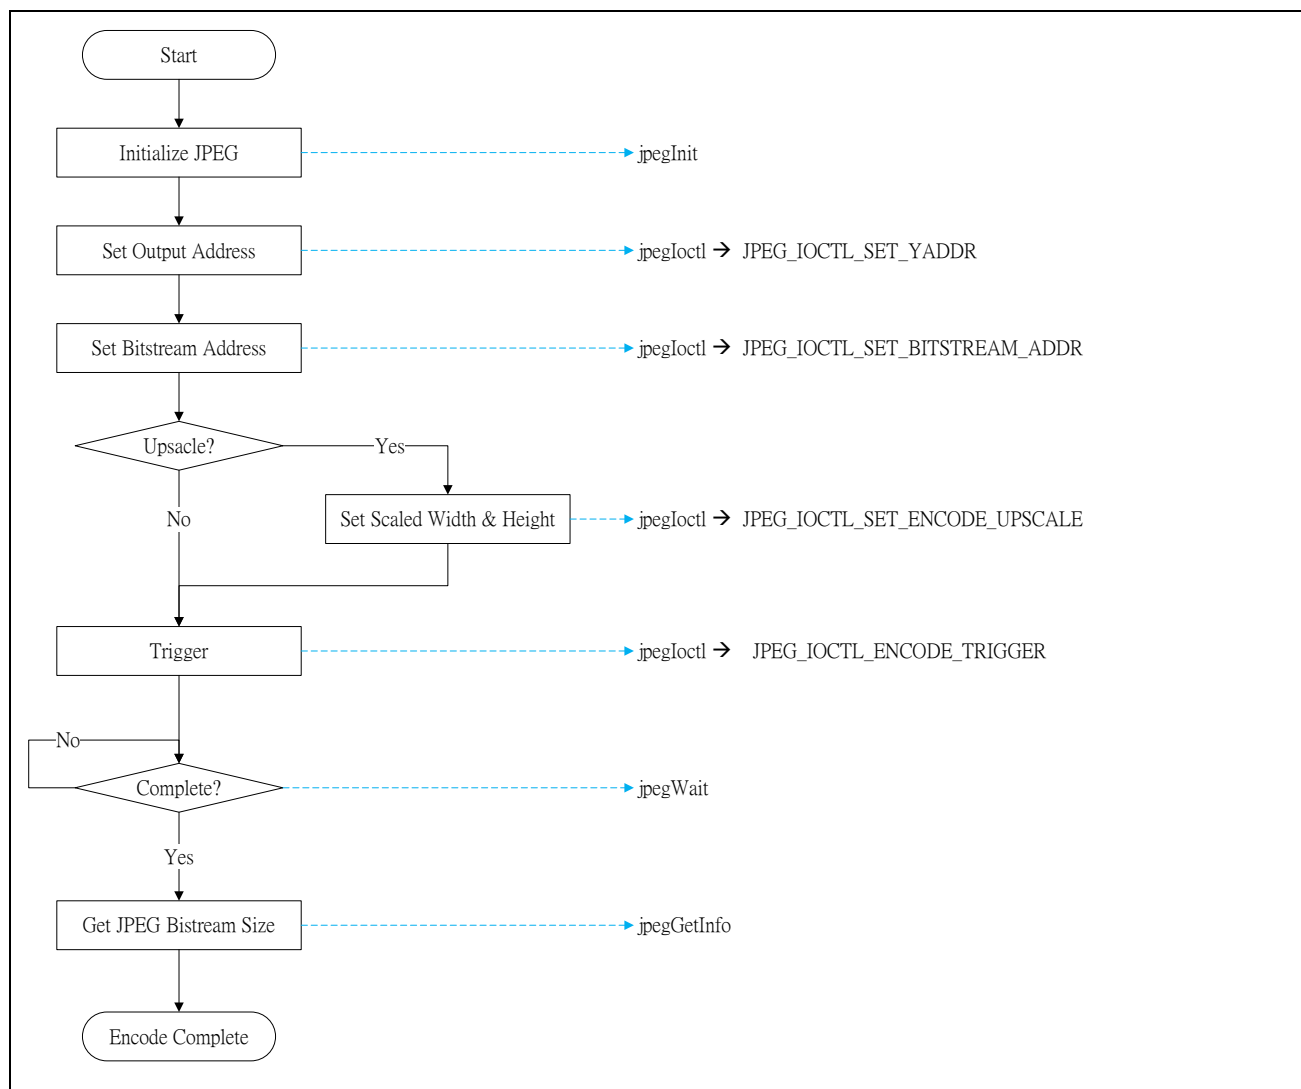 Start
Initialize JPEG
jpegInit
Set Output Address
jpegIoctl → JPEG_IOCTL_SET_YADDR
Set Bitstream Address
jpegIoctl → JPEG_IOCTL_SET_BITSTREAM_ADDR
Upsacle?
Yes
No
Set Scaled Width & Height
jpegIoctl → JPEG_IOCTL_SET_ENCODE_UPSCALE
Trigger
jpegIoctl → JPEG_IOCTL_ENCODE_TRIGGER
No
Complete?
jpegWait
Yes
Get JPEG Bistream Size
jpegGetInfo
Encode Complete